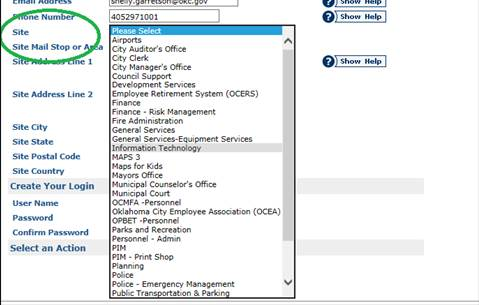 Email Address shelly.garretson@okc.gov Show Help
Phone Number 4052971001
Site Please Select
Airports
Site Mail Stop or Area City Auditor's Office
City Clerk
Site Address Line 1 City Manager's Office Show Help
Council Support
Development Services
Site Address Line 2 Employee Retirement System (OCERS)
Finance
Finance - Risk Management
Fire Administration
Site City General Services
General Services-Equipment Services
Site State Information Technology
Site Postal Code MAPS 3
Maps for Kids
Site Country Mayors Office
Create Your Login Municipal Counselor's Office
Municipal Court
User Name OCMFA -Personnel
Oklahoma City Employee Association (OCEA)
Password OPBET -Personnel
Confirm Password Parks and Recreation
Personnel - Admin
Select an Action PIM
PIM - Print Shop
Planning
Police
Police - Emergency Management
Public Transportation & Parking